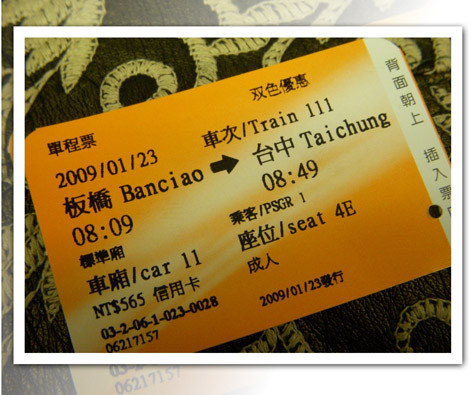 單程票 双色優惠
2009/01/23 車次/Train 111
板橋 Banciao → 台中 Taichung
08:09 08:49
標準廂 乘客/PSGR 1
車廂/car 11 座位/seat 4E
NT$565 信用卡 成人
03-2-06-1-023-0028
06217157 2009/01/23發行
背面朝上 插入票
06217157